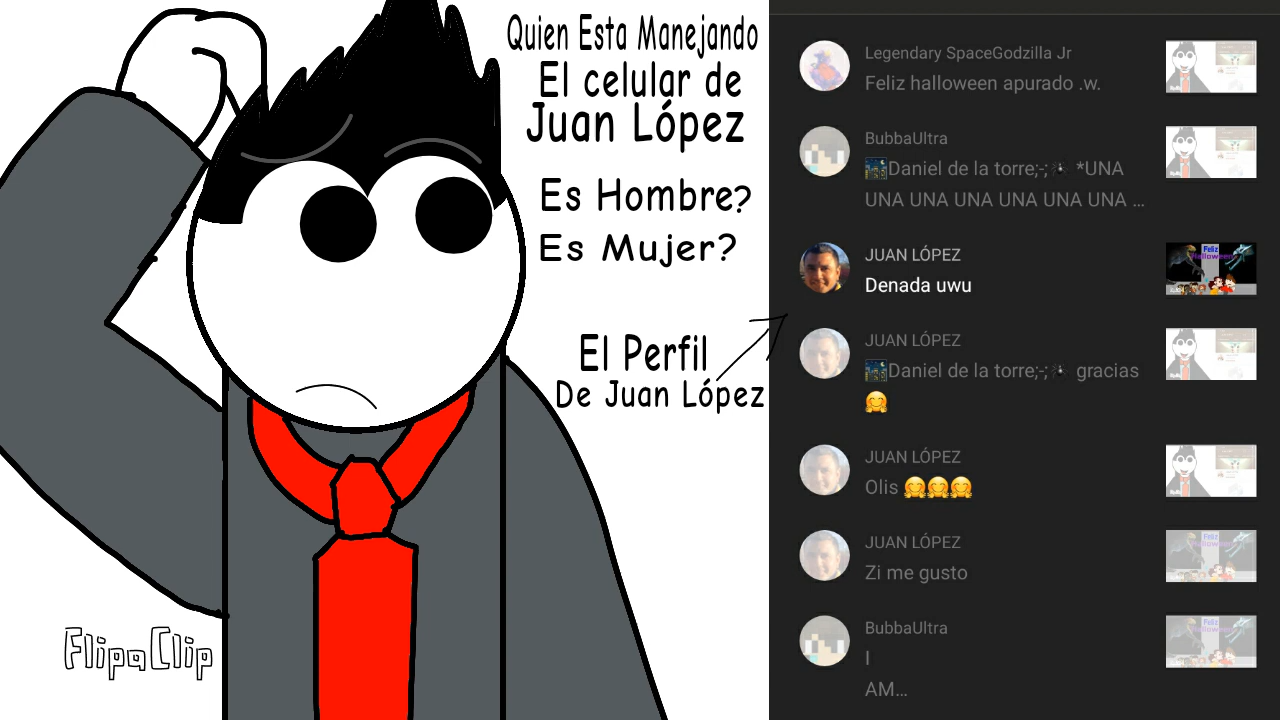 Quien Esta Manejando
El celular de
Juan López
Es Hombre?
Es Mujer?
El Perfil
De Juan López
FlipaClip
Legendary SpaceGodzilla Jr
Feliz halloween apurado .w.
BubbaUltra
🌃Daniel de la torre;-;🕷 *UNA
UNA UNA UNA UNA UNA UNA ...
JUAN LÓPEZ
Denada uwu
JUAN LÓPEZ
🌃Daniel de la torre;-;🕷 gracias
🤗
JUAN LÓPEZ
Olis 🤗🤗🤗
JUAN LÓPEZ
Zi me gusto
BubbaUltra
I
AM...
Feliz
Halloween